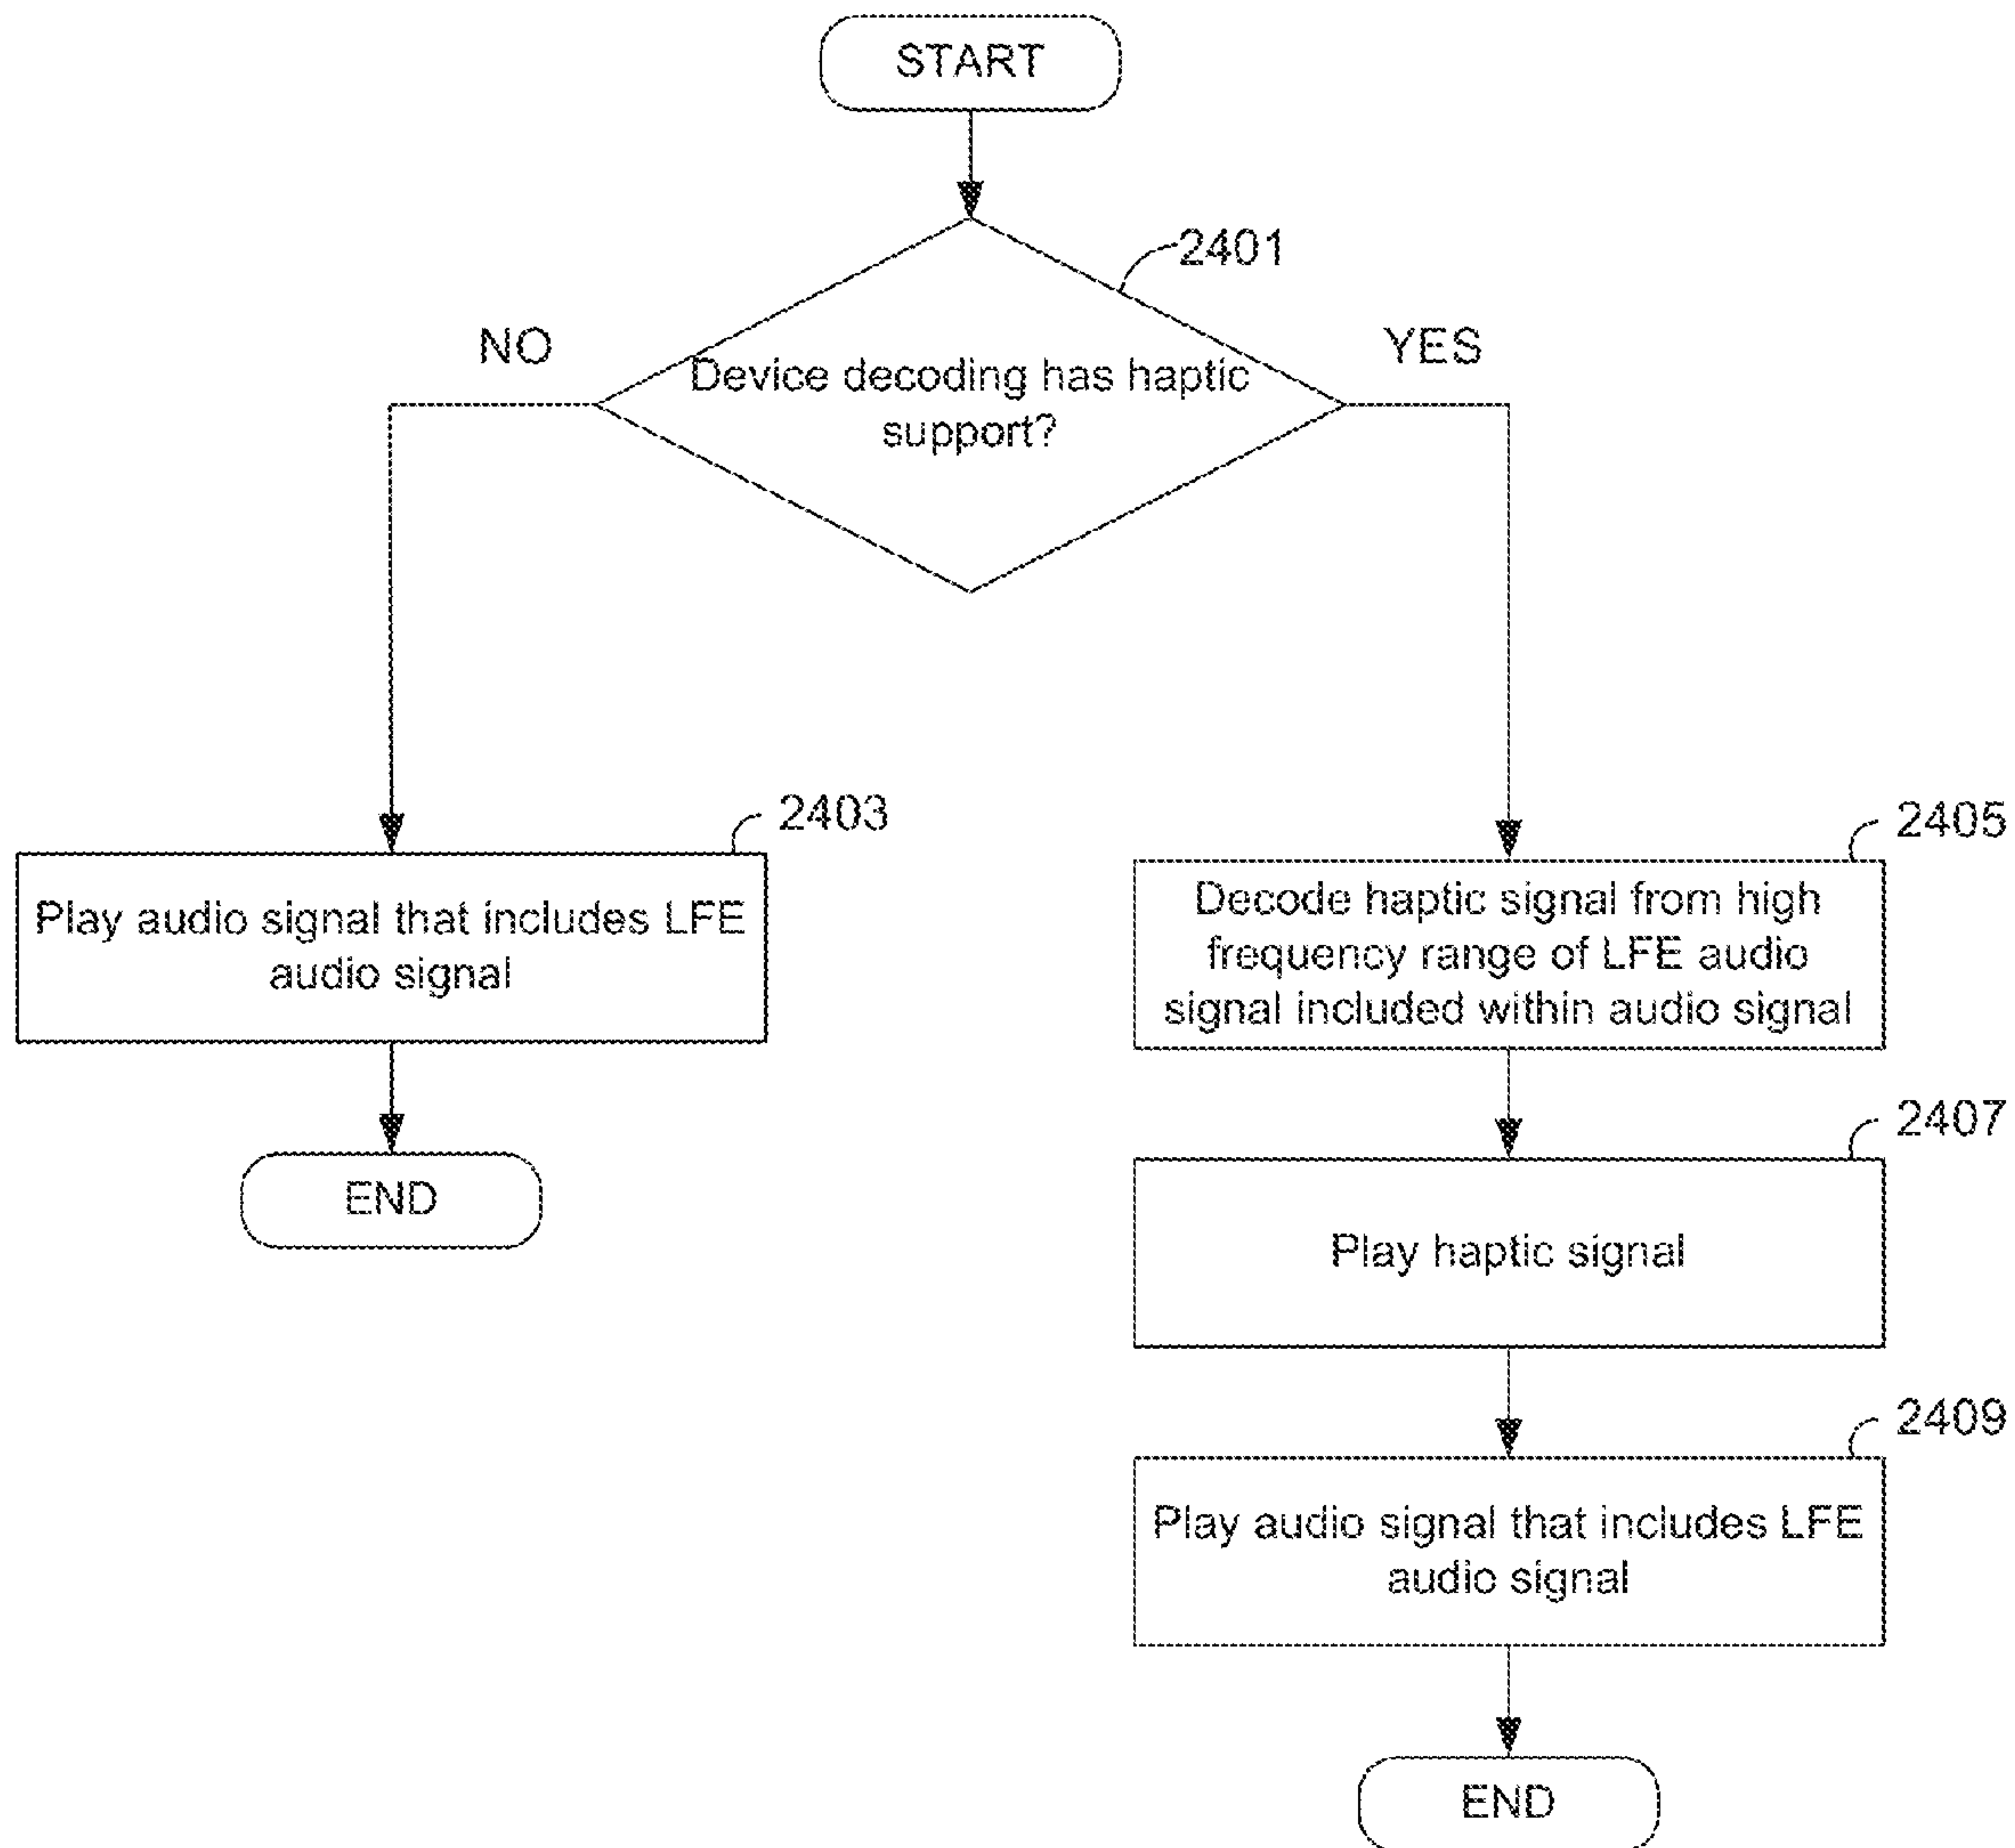 START
2401
NO
YES
Device decoding has haptic
support?
2403
Play audio signal that includes LFE
audio signal
END
2405
Decode haptic signal from high
frequency range of LFE audio
signal included within audio signal
2407
Play haptic signal
2409
Play audio signal that includes LFE
audio signal
END